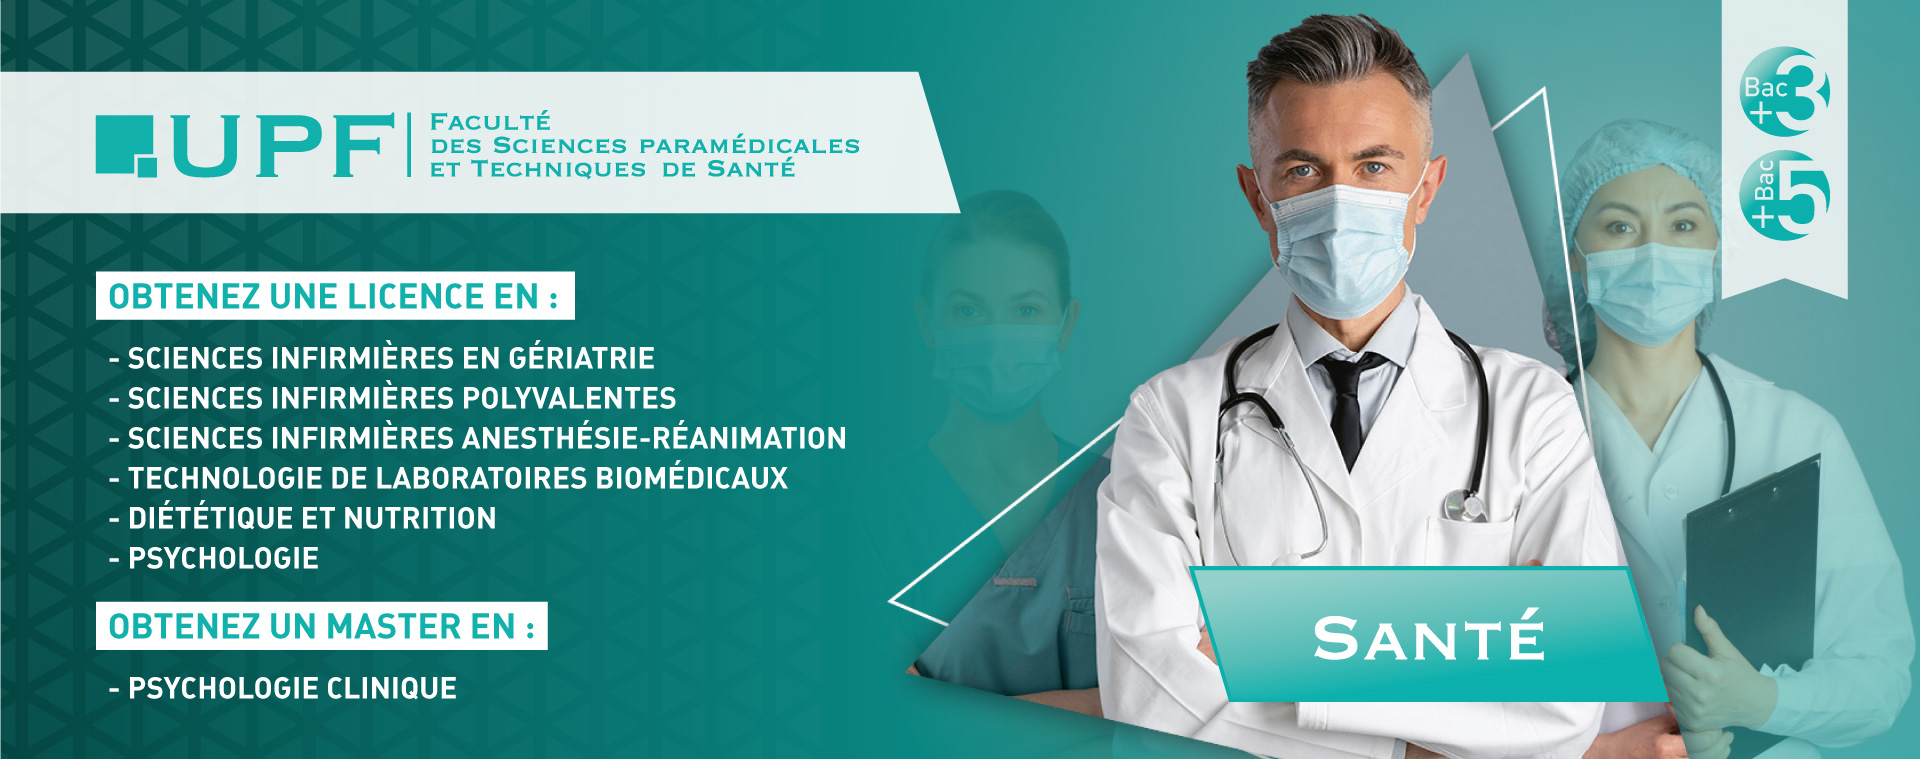 UPF
FACULTÉ
DES SCIENCES PARAMÉDICALES
ET TECHNIQUES DE SANTÉ
OBTENEZ UNE LICENCE EN :
- SCIENCES INFIRMIÈRES EN GÉRIATRIE
- SCIENCES INFIRMIÈRES POLYVALENTES
- SCIENCES INFIRMIÈRES ANESTHÉSIE-RÉANIMATION
- TECHNOLOGIE DE LABORATOIRES BIOMÉDICAUX
- DIÉTÉTIQUE ET NUTRITION
- PSYCHOLOGIE
OBTENEZ UN MASTER EN :
- PSYCHOLOGIE CLINIQUE
Bac+3
Bac+5
SANTÉ